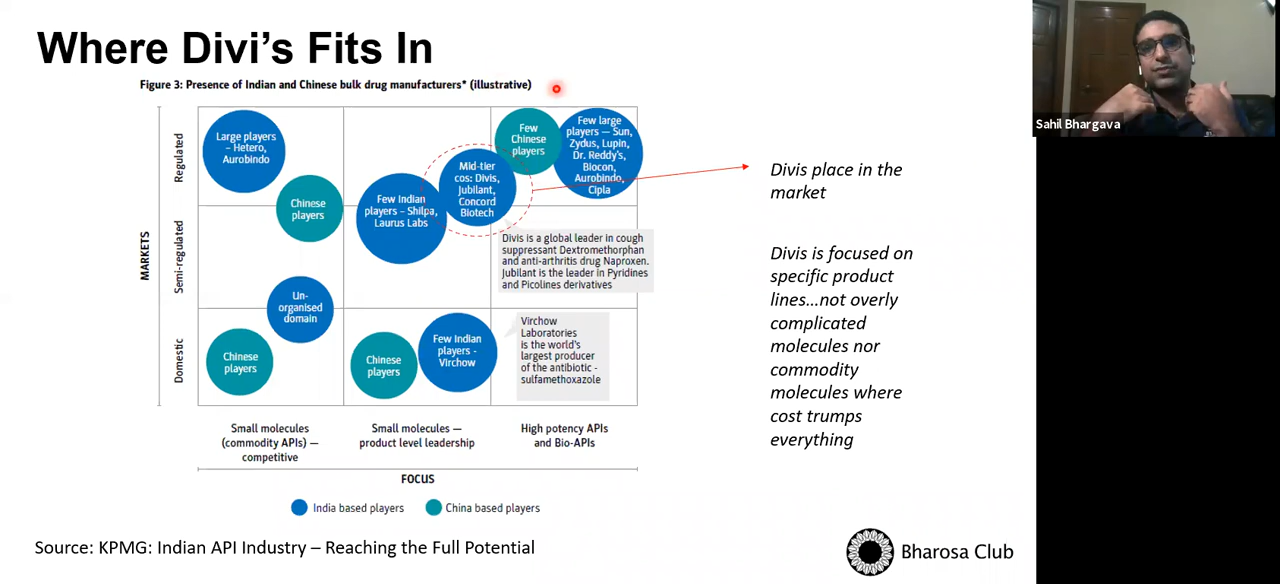 Where Divi's Fits In
Figure 3: Presence of Indian and Chinese bulk drug manufacturers* (illustrative)
MARKETS
Regulated
Semi-regulated
Domestic
Large players
– Hetero,
Aurobindo
Chinese
players
Un-
organised
domain
Chinese
players
Few Indian
players – Shilpa,
Laurus Labs
Mid-tier
cos: Divis,
Jubilant,
Concord
Biotech
Few
Chinese
players
Few large
players — Sun,
Zydus, Lupin,
Dr. Reddy's,
Biocon,
Aurobindo,
Cipla
Divis is a global leader in cough
suppressant Dextromethorphan
and anti-arthritis drug Naproxen.
Jubilant is the leader in Pyridines
and Picolines derivatives
Chinese
players
Few Indian
players -
Virchow
Virchow
Laboratories
is the world's
largest producer
of the antibiotic -
sulfamethoxazole
Small molecules
(commodity APIs) —
competitive
Small molecules —
product level leadership
High potency APIs
and Bio-APIs
FOCUS
India based players
China based players
Divis place in the
market
Divis is focused on
specific product
lines...not overly
complicated
molecules nor
commodity
molecules where
cost trumps
everything
Source: KPMG: Indian API Industry – Reaching the Full Potential
Bharosa Club
Sahil Bhargava